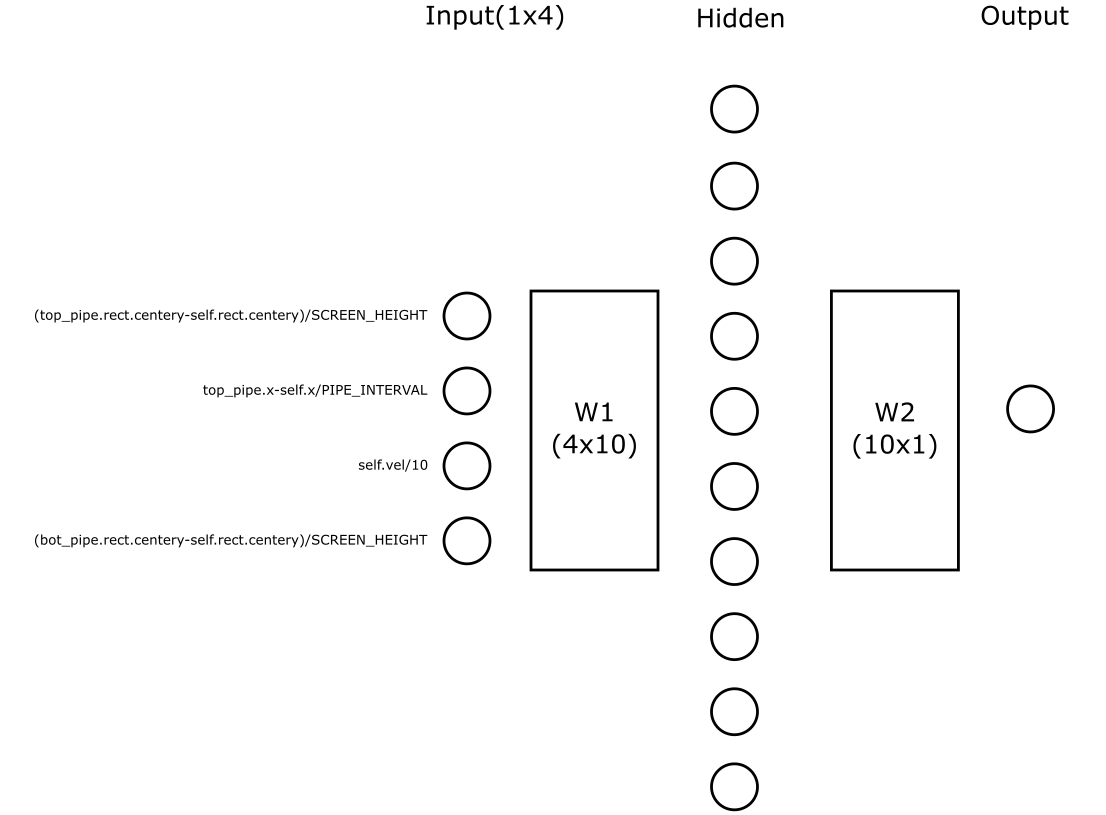 Input(1x4)
Hidden
Output
(top_pipe.rect.centery-self.rect.centery)/SCREEN_HEIGHT
top_pipe.x-self.x/PIPE_INTERVAL
self.vel/10
(bot_pipe.rect.centery-self.rect.centery)/SCREEN_HEIGHT
W1
(4x10)
W2
(10x1)